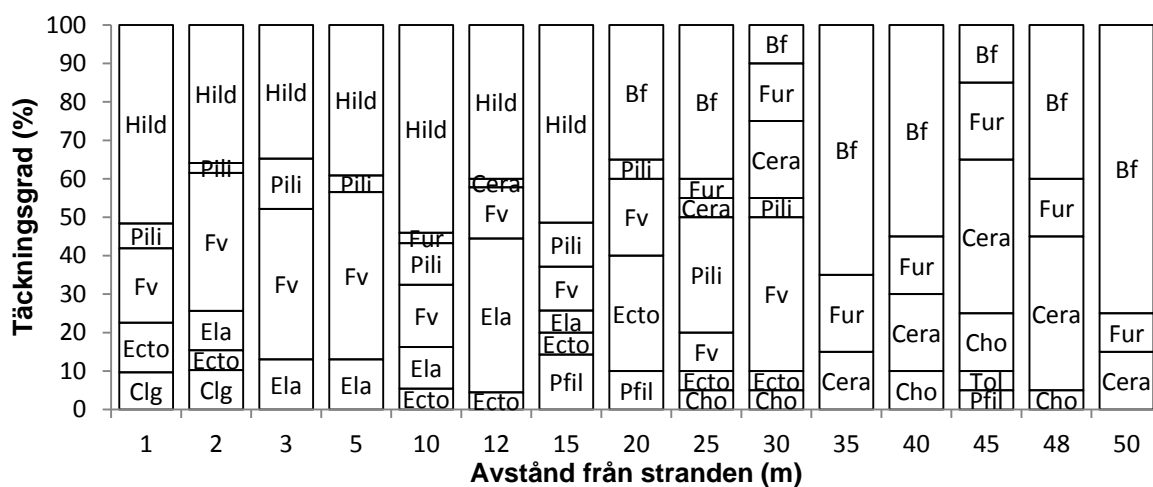 Täckningsgrad (%)
100
90
80
70
60
50
40
30
20
10
0
Hild
Pili
Fv
Ecto
Clg
Hild
Pili
Fv
Ela
Ecto
Clg
Hild
Pili
Fv
Ela
Hild
Pili
Fv
Ela
Hild
Fur
Pili
Fv
Ela
Ecto
Hild
Cera
Fv
Ela
Ecto
Hild
Pili
Fv
Ela
Ecto
Pfil
Bf
Pili
Fv
Ecto
Pfil
Bf
Fur
Cera
Pili
Fv
Ecto
Cho
Bf
Fur
Cera
Pili
Fv
Ecto
Cho
Bf
Fur
Cera
Bf
Fur
Cera
Cho
Bf
Fur
Cera
Cho
Tol
Pfil
Bf
Fur
Cera
Cho
Bf
Fur
Cera
1 2 3 5 10 12 15 20 25 30 35 40 45 48 50
Avstånd från stranden (m)